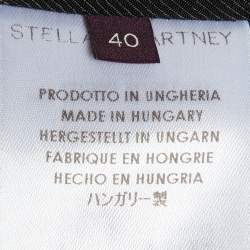 STELLA McCARTNEY
40
PRODOTTO IN UNGHERIA
MADE IN HUNGARY
HERGESTELLT IN UNGARN
FABRIQUE EN HONGRIE
HECHO EN HUNGRIA
ハンガリー製